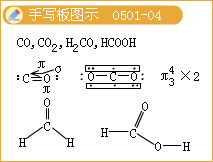 手写板图示 0501-04
CO,CO₂,H₂CO,HCOOH
π σ
:C O: O—C—O π₃⁴×2
π
O O
C C
H H H O—H